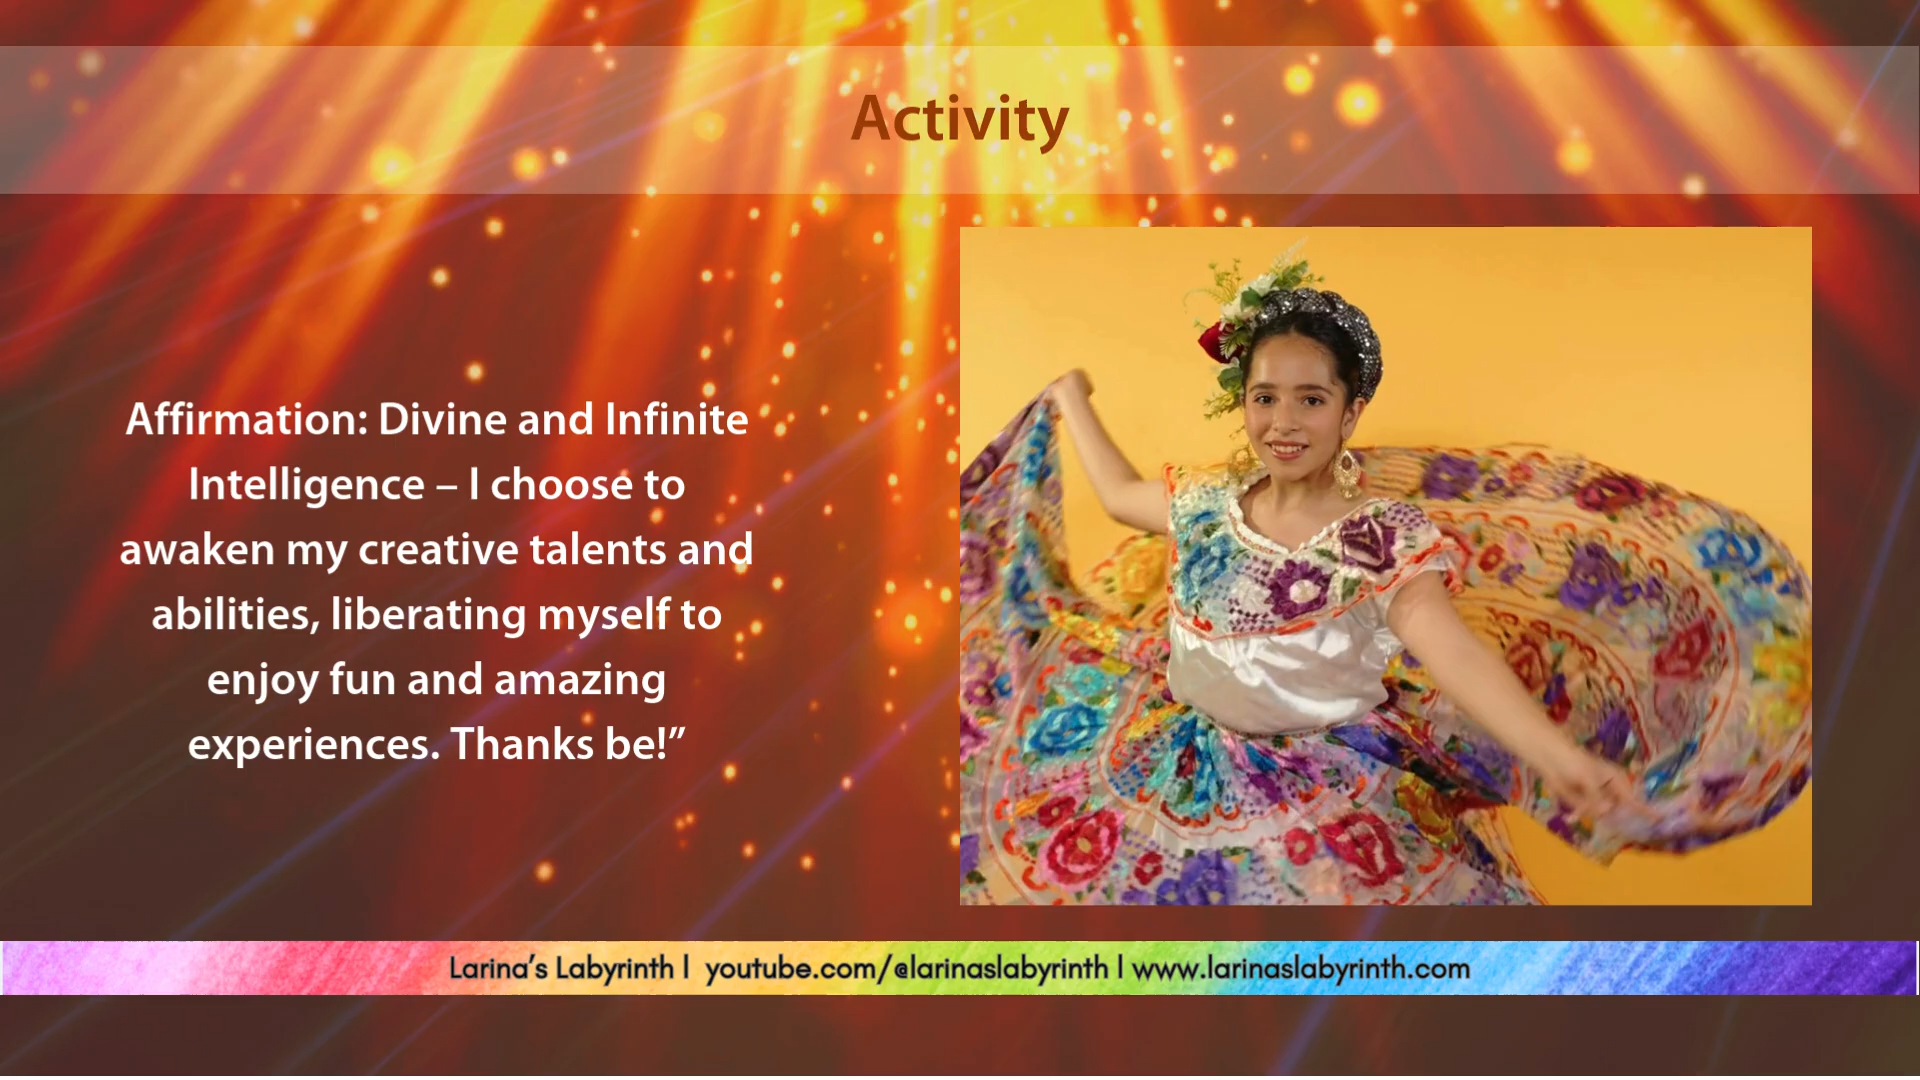 Activity
Affirmation: Divine and Infinite
Intelligence – I choose to
awaken my creative talents and
abilities, liberating myself to
enjoy fun and amazing
experiences. Thanks be!”
Larina’s Labyrinth | youtube.com/@larinaslabyrinth | www.larinaslabyrinth.com